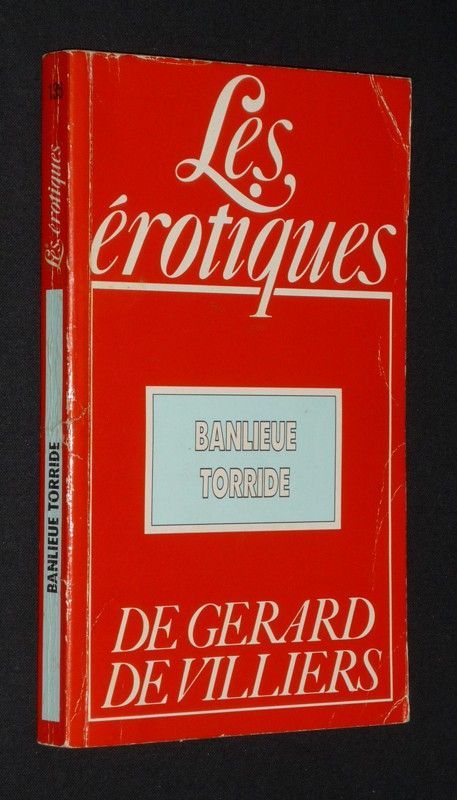 Les
érotiques
BANLIEUE
TORRIDE
DE GERARD
DE VILLIERS
Les érotiques
BANLIEUE TORRIDE